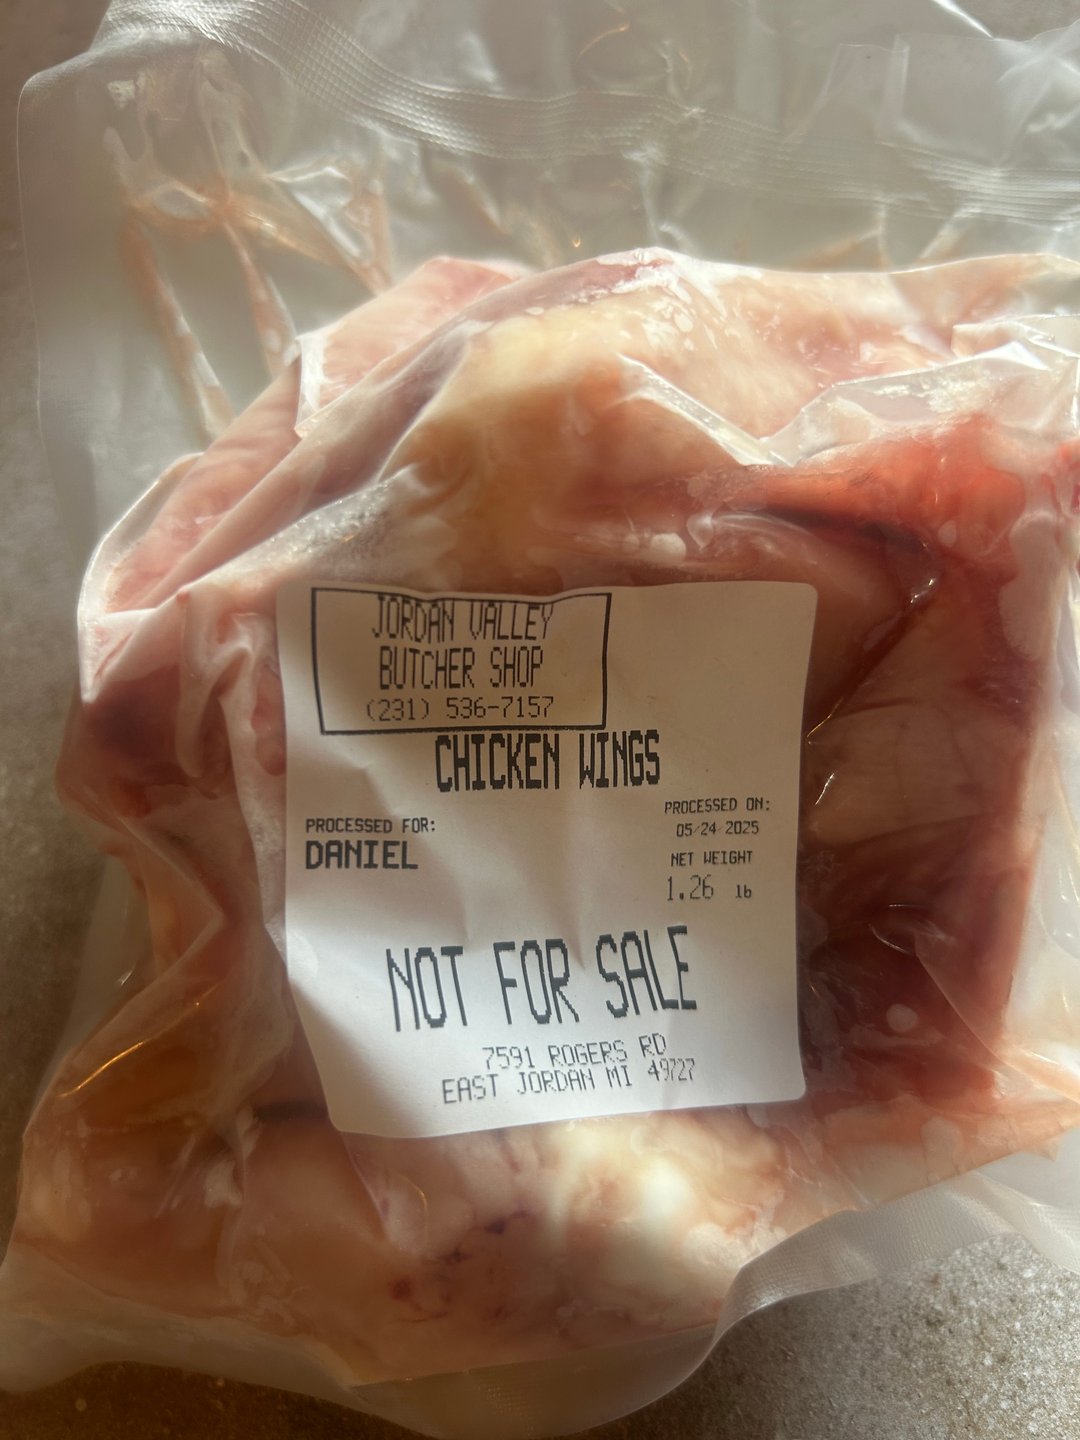 JORDAN VALLEY
BUTCHER SHOP
(231) 536-7157
CHICKEN WINGS
PROCESSED FOR:
DANIEL
PROCESSED ON:
05/24/2025
NET WEIGHT
1.26 lb
NOT FOR SALE
7591 ROGERS RD
EAST JORDAN MI 49727